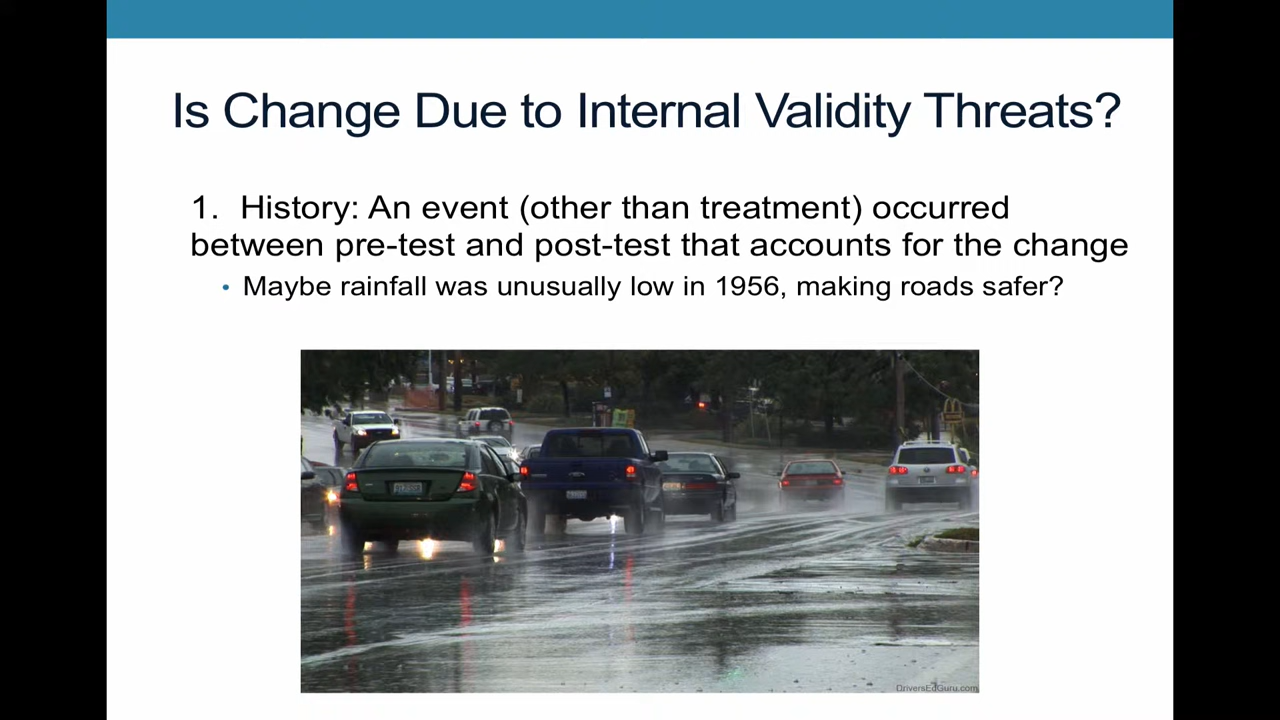 Is Change Due to Internal Validity Threats?
1. History: An event (other than treatment) occurred
between pre-test and post-test that accounts for the change
• Maybe rainfall was unusually low in 1956, making roads safer?
DriversEdGuru.com